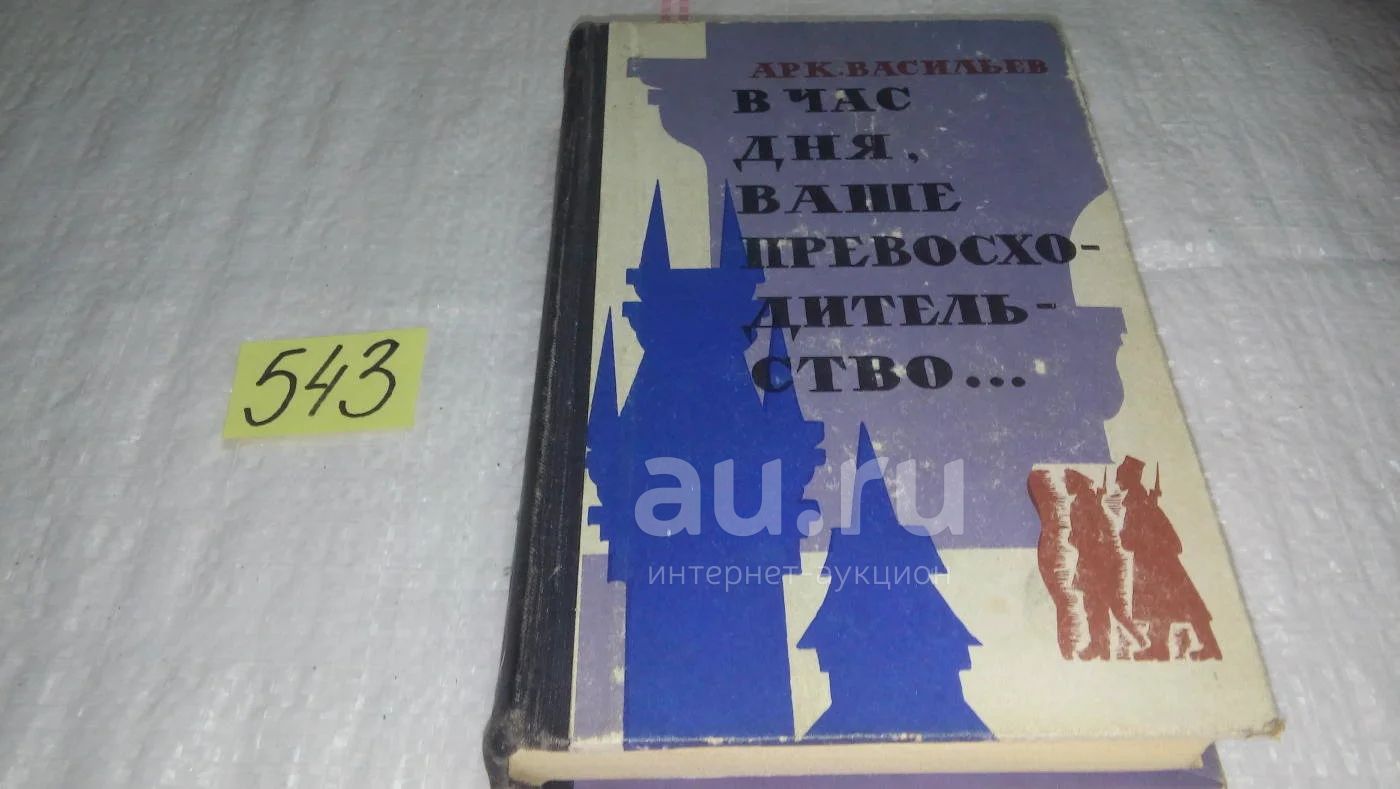 АРК. ВАСИЛЬЕВ
В ЧАС
ДНЯ,
ВАШЕ
ПРЕВОСХО-
ДИТЕЛЬ-
СТВО...
543
au.ru
интернет-аукцион